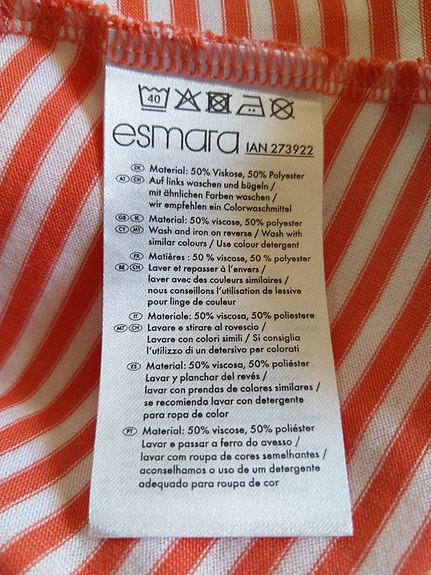 40
esmara IAN 273922
DE Material: 50% Viskose, 50% Polyester
AT CH Auf links waschen und bügeln /
mit ähnlichen Farben waschen /
wir empfehlen ein Colorwaschmittel
GB IE Material: 50% viscose, 50% polyester
CY MT Wash and iron on reverse / Wash with
similar colours / Use colour detergent
FR Matières : 50 % viscose, 50 % polyester
BE CH Laver et repasser à l'envers /
laver avec des couleurs similaires /
nous conseillons l'utilisation de lessive
pour linge de couleur
IT Materiale: 50% viscosa, 50% poliestere
MT CH Lavare e stirare al rovescio /
Lavare con colori simili / Si consiglia
l'utilizzo di un detersivo per colorati
ES Material: 50% viscosa, 50% poliéster
Lavar y planchar del revés /
lavar con prendas de colores similares /
se recomienda lavar con detergente
para ropa de color
PT Material: 50% viscose, 50% poliéster
Lavar e passar a ferro do avesso /
lavar com roupa de cores semelhantes /
aconselhamos o uso de um detergente
adequado para roupa de cor